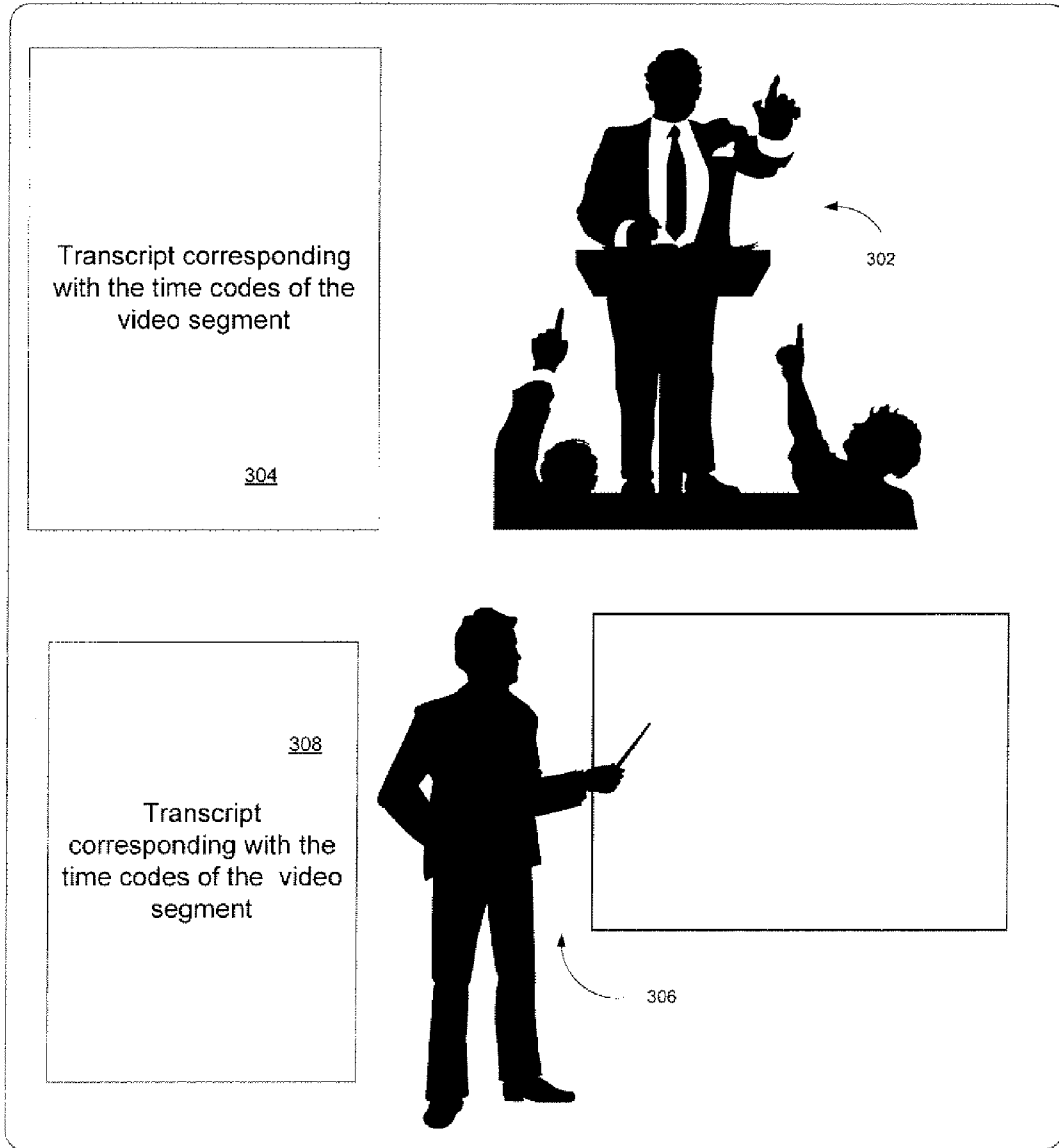 Transcript corresponding
with the time codes of the
video segment
304
302
308
Transcript
corresponding with the
time codes of the video
segment
306